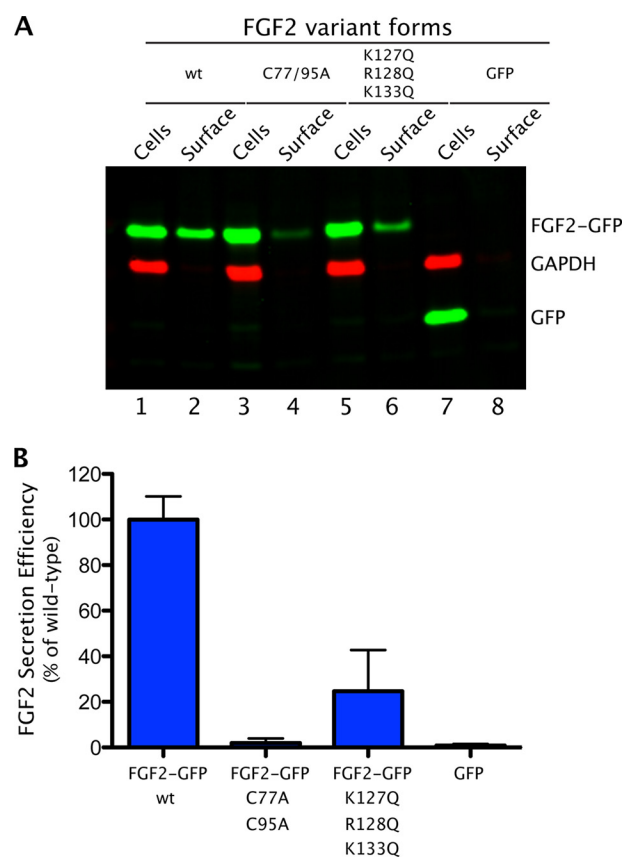 A
FGF2 variant forms
wt
C77/95A
K127Q
R128Q
K133Q
GFP
Cells
Surface
Cells
Surface
Cells
Surface
Cells
Surface
FGF2-GFP
GAPDH
GFP
1 2 3 4 5 6 7 8
B
FGF2 Secretion Efficiency
(% of wild-type)
120
100
80
60
40
20
0
FGF2-GFP FGF2-GFP FGF2-GFP GFP
wt C77A K127Q
C95A R128Q
K133Q